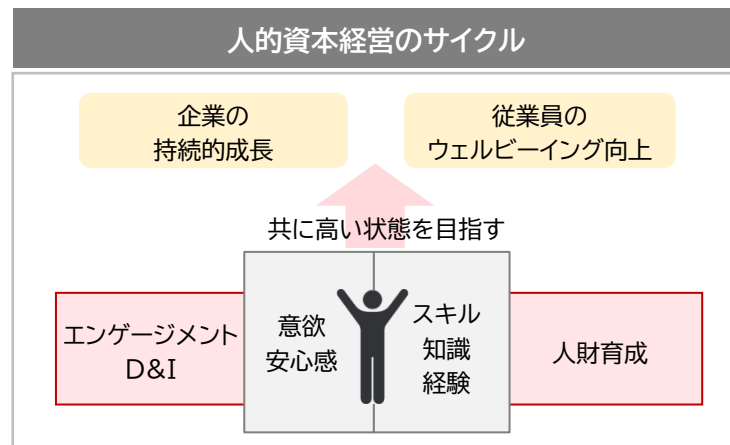 人的資本経営のサイクル
企業の
持続的成長
従業員の
ウェルビーイング向上
共に高い状態を目指す
エンゲージメント
D&I
意欲
安心感
スキル
知識
経験
人財育成